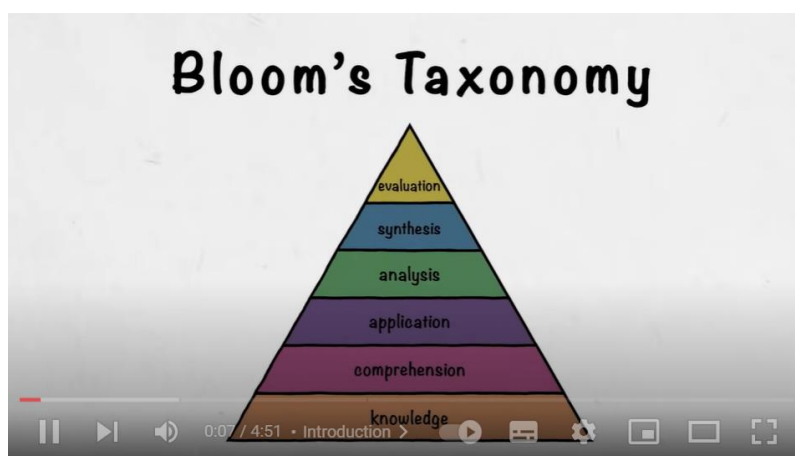 Bloom's Taxonomy
evaluation
synthesis
analysis
application
comprehension
knowledge
0:07 / 4:51 • Introduction >